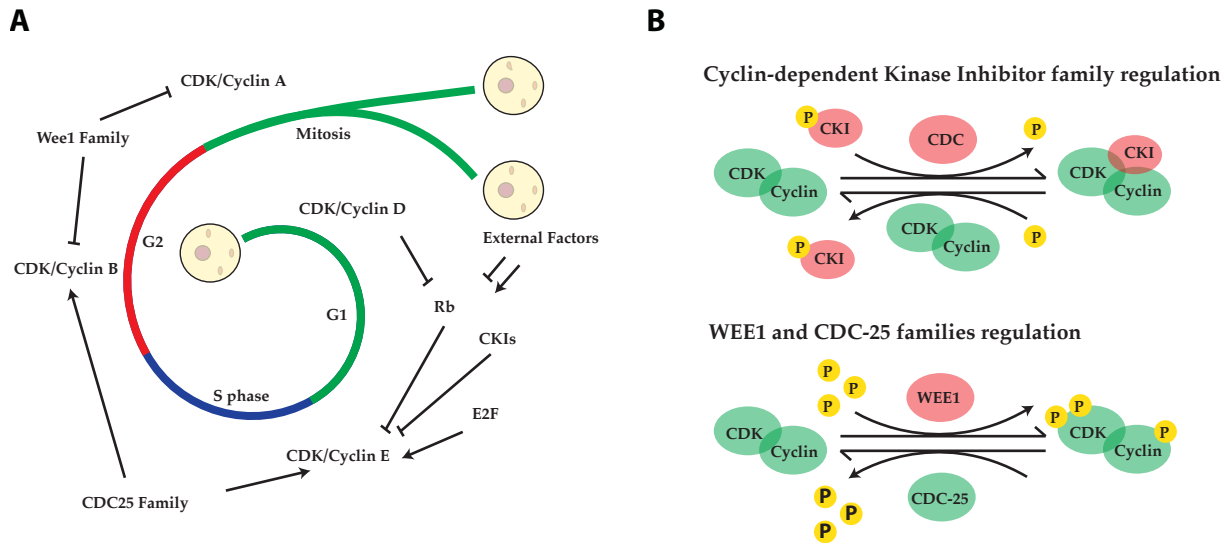 A
CDK/Cyclin A
Wee1 Family
Mitosis
CDK/Cyclin D
G2
External Factors
CDK/Cyclin B
G1
Rb
CKIs
S phase
E2F
CDK/Cyclin E
CDC25 Family
B
Cyclin-dependent Kinase Inhibitor family regulation
P
CKI
CDC
P
CDK
Cyclin
CKI
CDK
Cyclin
CDK
Cyclin
P
P
CKI
WEE1 and CDC-25 families regulation
P
P
P
WEE1
P
P
CDK
Cyclin
CDK
Cyclin
P
CDC-25
P
P
P